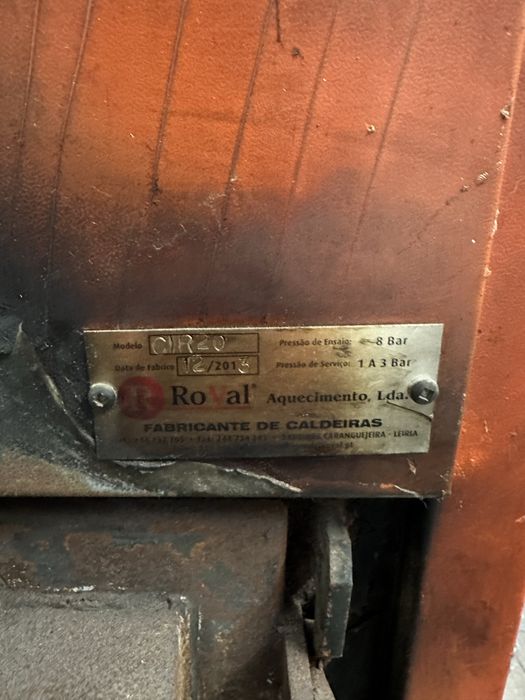 Modelo CIR20 Pressão de Ensaio: 8 Bar
Data de Fabrico 12/2013 Pressão de Serviço: 1 A 3 Bar
R RoVal® Aquecimento, Lda.
FABRICANTE DE CALDEIRAS
CARANGUEJEIRA - LEIRIA